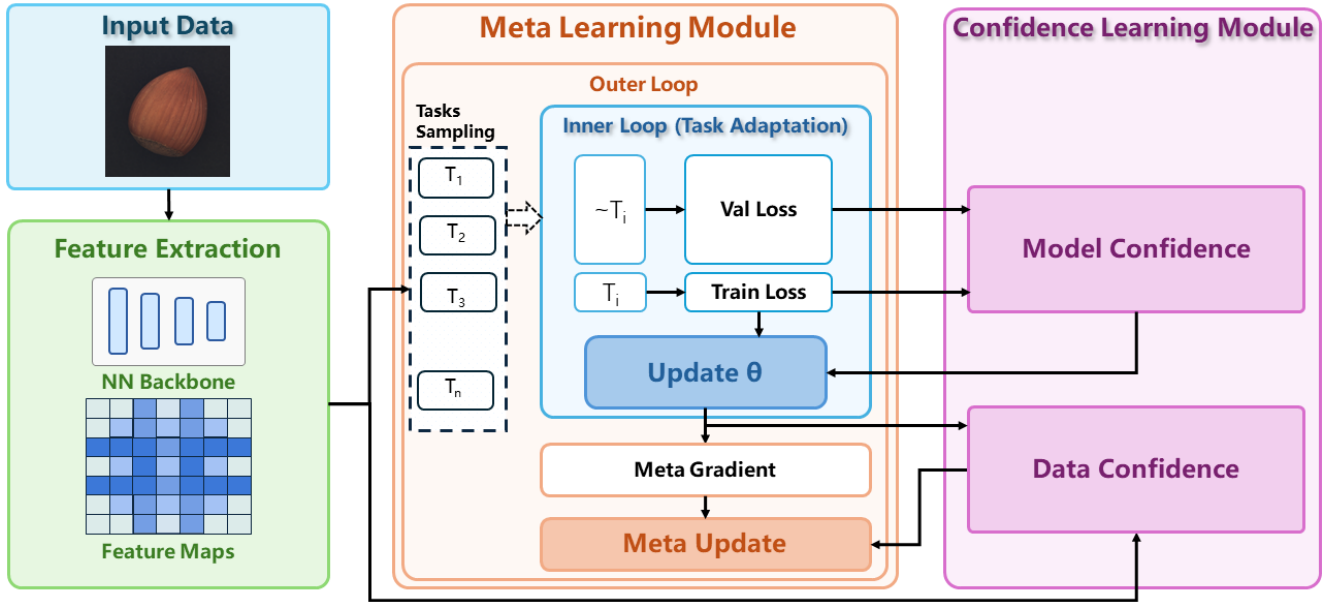 Input Data
Feature Extraction
NN Backbone
Feature Maps
Meta Learning Module
Outer Loop
Tasks
Sampling
T₁
T₂
T₃
Tₙ
Inner Loop (Task Adaptation)
~Tᵢ
Val Loss
Tᵢ
Train Loss
Update θ
Meta Gradient
Meta Update
Confidence Learning Module
Model Confidence
Data Confidence